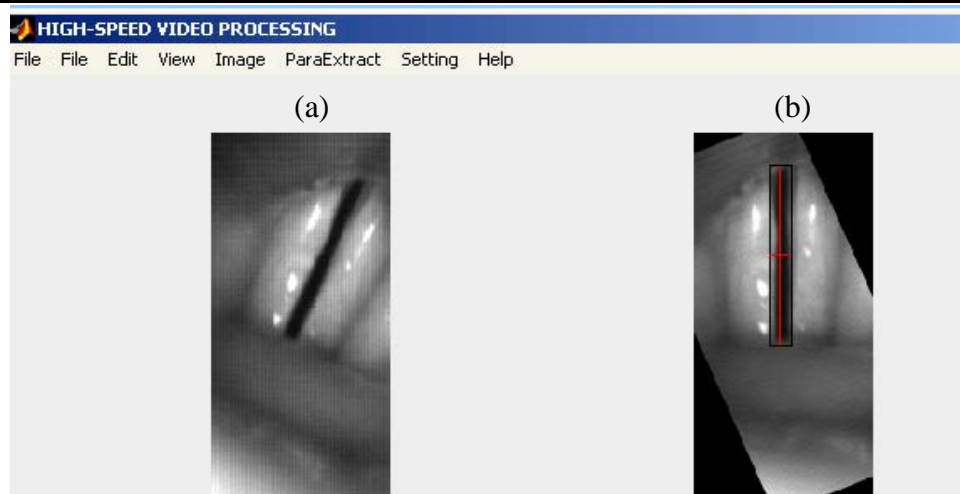 HIGH-SPEED VIDEO PROCESSING
File File Edit View Image ParaExtract Setting Help
(a) (b)